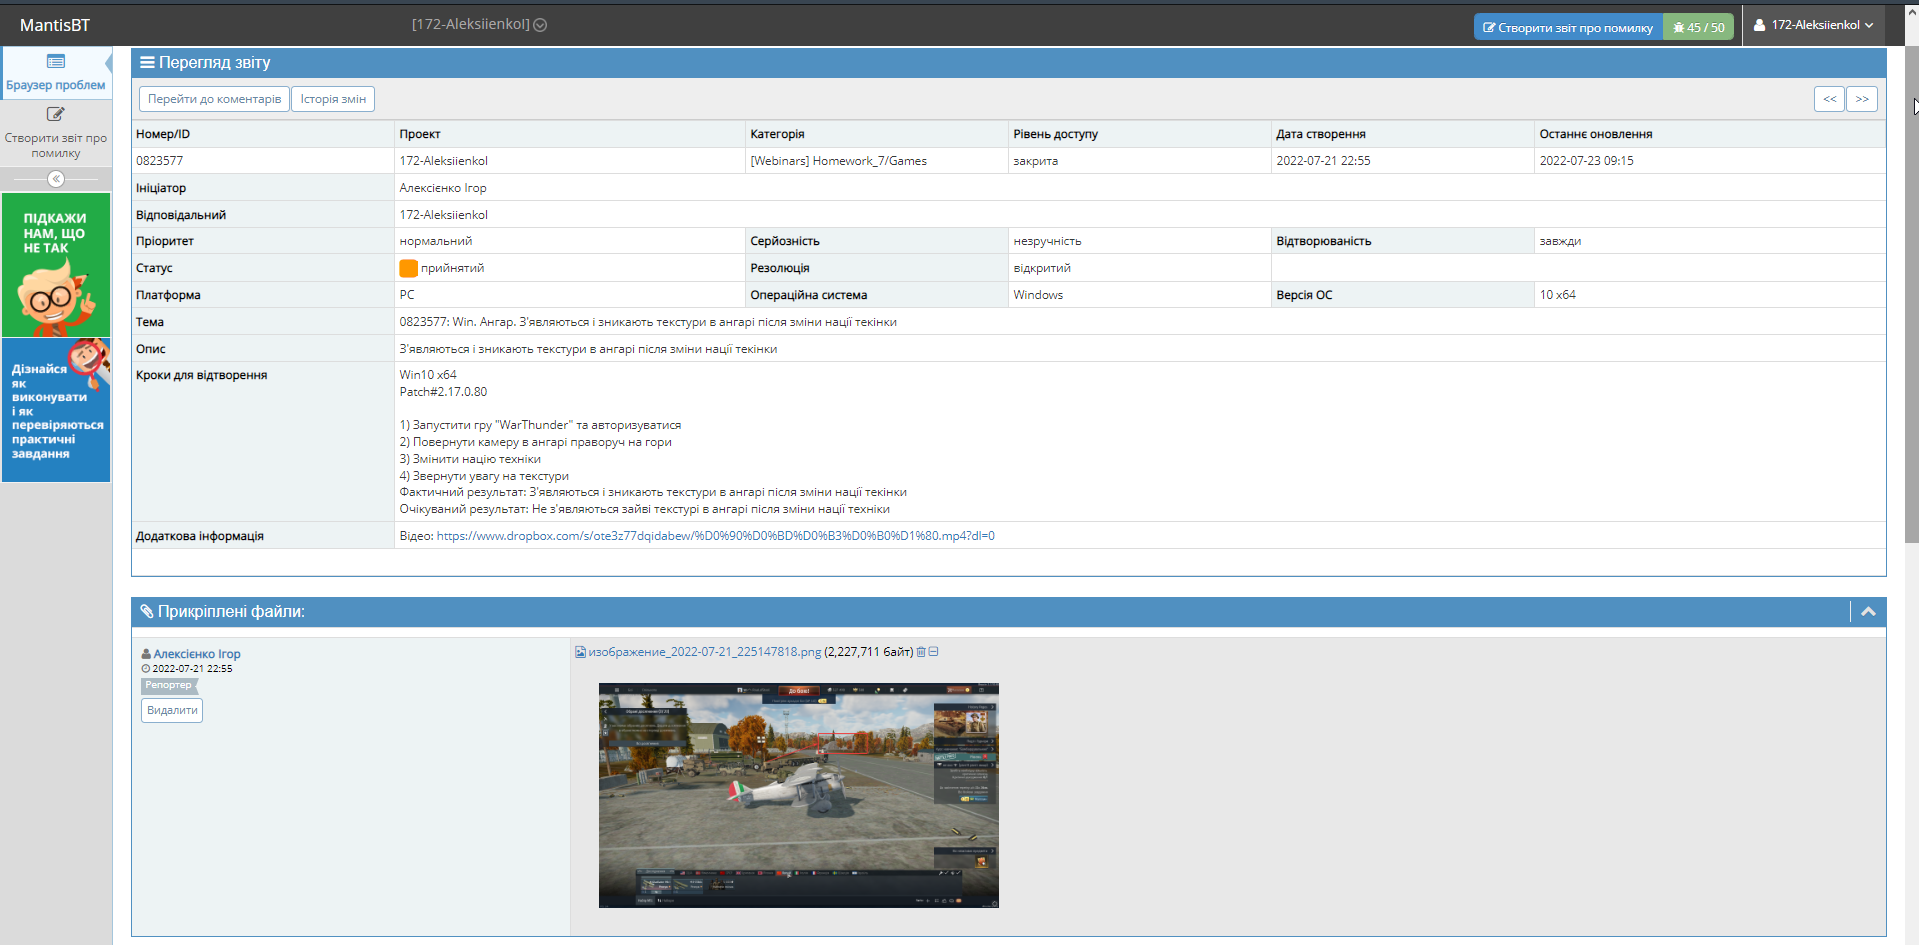 MantisBT
[172-Aleksiienkol]
Створити звіт про помилку
45 / 50
172-Aleksiienkol
Браузер проблем
Створити звіт про
помилку
ПІДКАЖИ
НАМ, ЩО
НЕ ТАК
Дізнайся
як
виконувати
і як
перевіряються
практичні
завдання
Перегляд звіту
Перейти до коментарів
Історія змін
<<
>>
Номер/ID Проект Категорія Рівень доступу Дата створення Останнє оновлення
0823577 172-Aleksiienkol [Webinars] Homework_7/Games закрита 2022-07-21 22:55 2022-07-23 09:15
Ініціатор Алексієнко Ігор
Відповідальний 172-Aleksiienkol
Пріоритет нормальний Серйозність незручність Відтворюваність завжди
Статус прийнятий Резолюція відкритий
Платформа PC Операційна система Windows Версія ОС 10 x64
Тема 0823577: Win. Ангар. З'являються і зникають текстури в ангарі після зміни нації текінки
Опис З'являються і зникають текстури в ангарі після зміни нації текінки
Кроки для відтворення Win10 x64
Patch#2.17.0.80
1) Запустити гру "WarThunder" та авторизуватися
2) Повернути камеру в ангарі праворуч на гори
3) Змінити націю техніки
4) Звернути увагу на текстури
Фактичний результат: З'являються і зникають текстури в ангарі після зміни нації текінки
Очікуваний результат: Не з'являються зайві текстурі в ангарі після зміни нації техніки
Додаткова інформація Відео: https://www.dropbox.com/s/ote3z77dqidabew/%D0%90%D0%BD%D0%B3%D0%B0%D1%80.mp4?dl=0
Прикріплені файли:
Алексієнко Ігор
2022-07-21 22:55
Репортер
Видалити
изображение_2022-07-21_225147818.png (2,227,711 байт)
До бою!